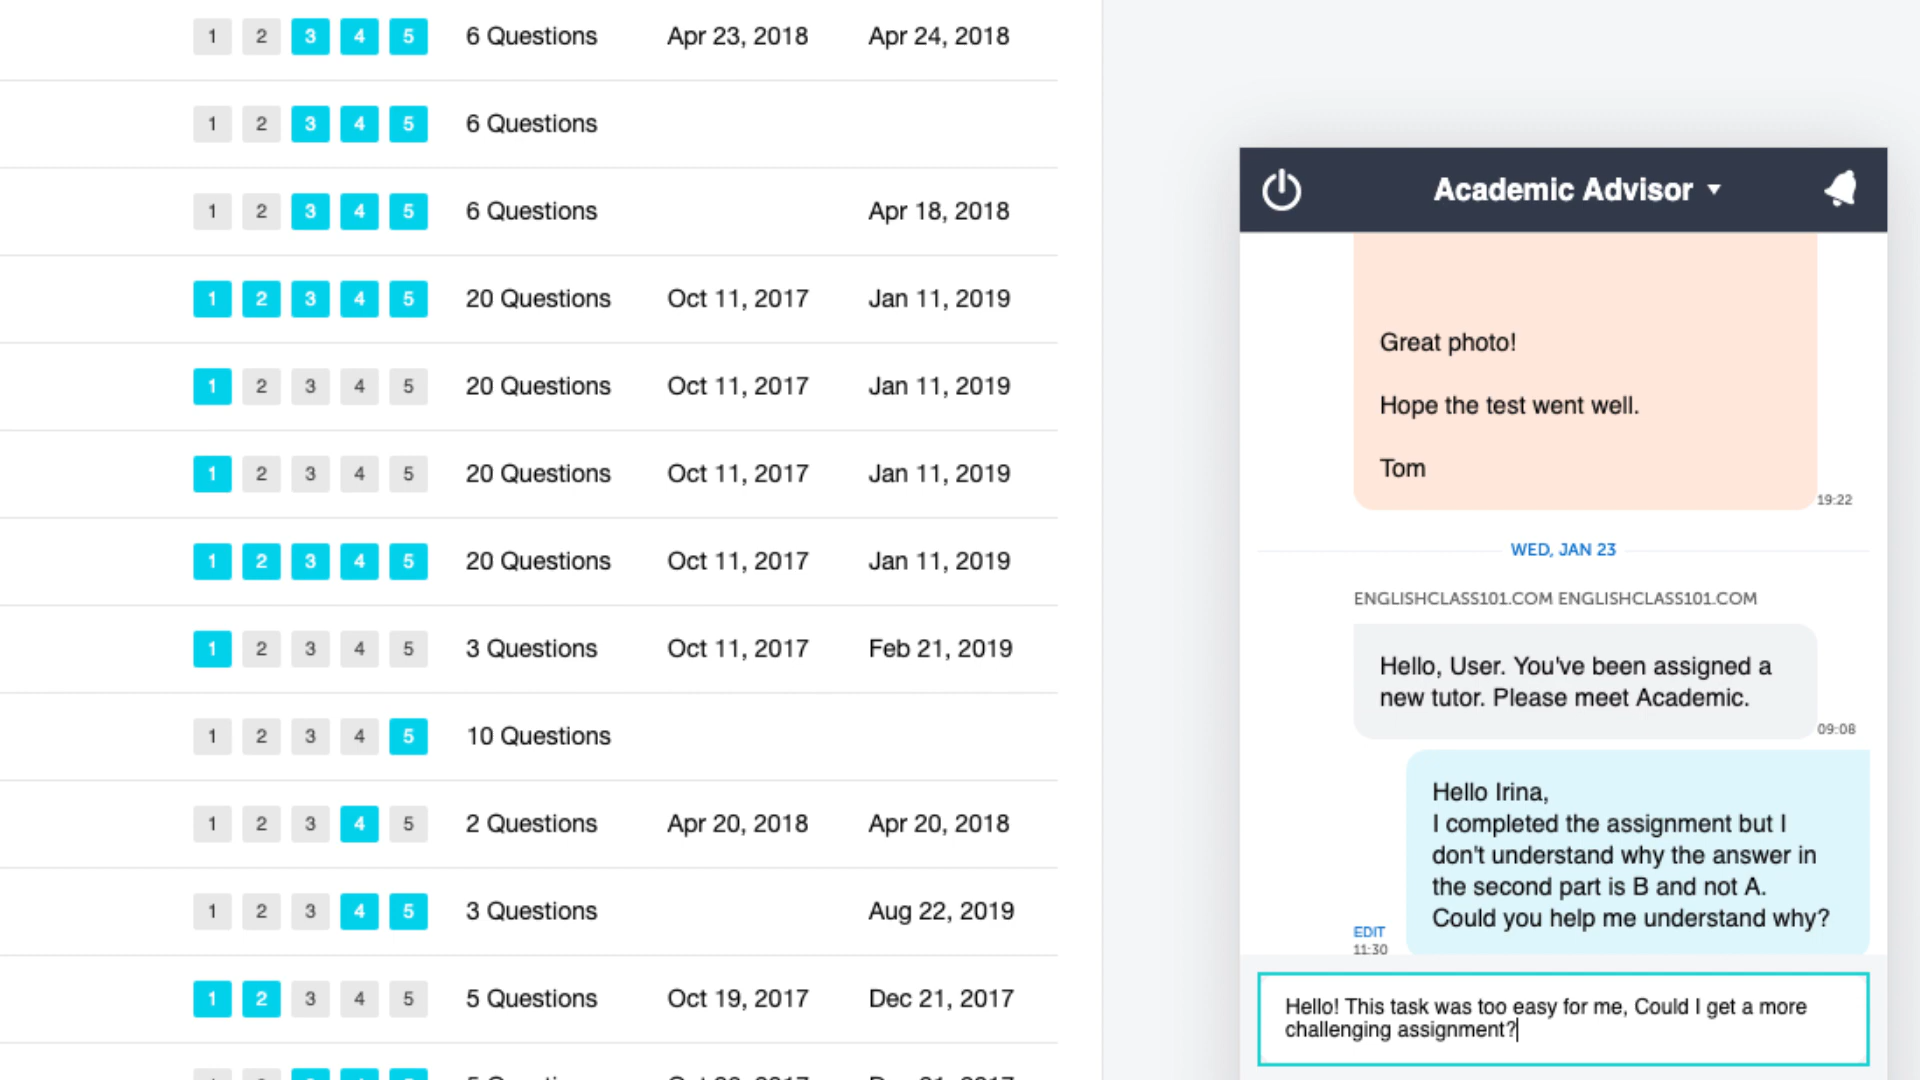 1 2 3 4 5 6 Questions Apr 23, 2018 Apr 24, 2018
1 2 3 4 5 6 Questions
1 2 3 4 5 6 Questions Apr 18, 2018
1 2 3 4 5 20 Questions Oct 11, 2017 Jan 11, 2019
1 2 3 4 5 20 Questions Oct 11, 2017 Jan 11, 2019
1 2 3 4 5 20 Questions Oct 11, 2017 Jan 11, 2019
1 2 3 4 5 20 Questions Oct 11, 2017 Jan 11, 2019
1 2 3 4 5 3 Questions Oct 11, 2017 Feb 21, 2019
1 2 3 4 5 10 Questions
1 2 3 4 5 2 Questions Apr 20, 2018 Apr 20, 2018
1 2 3 4 5 3 Questions Aug 22, 2019
1 2 3 4 5 5 Questions Oct 19, 2017 Dec 21, 2017
Academic Advisor
Great photo!
Hope the test went well.
Tom
19:22
WED, JAN 23
ENGLISHCLASS101.COM ENGLISHCLASS101.COM
Hello, User. You've been assigned a
new tutor. Please meet Academic.
09:08
Hello Irina,
I completed the assignment but I
don't understand why the answer in
the second part is B and not A.
Could you help me understand why?
EDIT
11:30
Hello! This task was too easy for me, Could I get a more
challenging assignment?